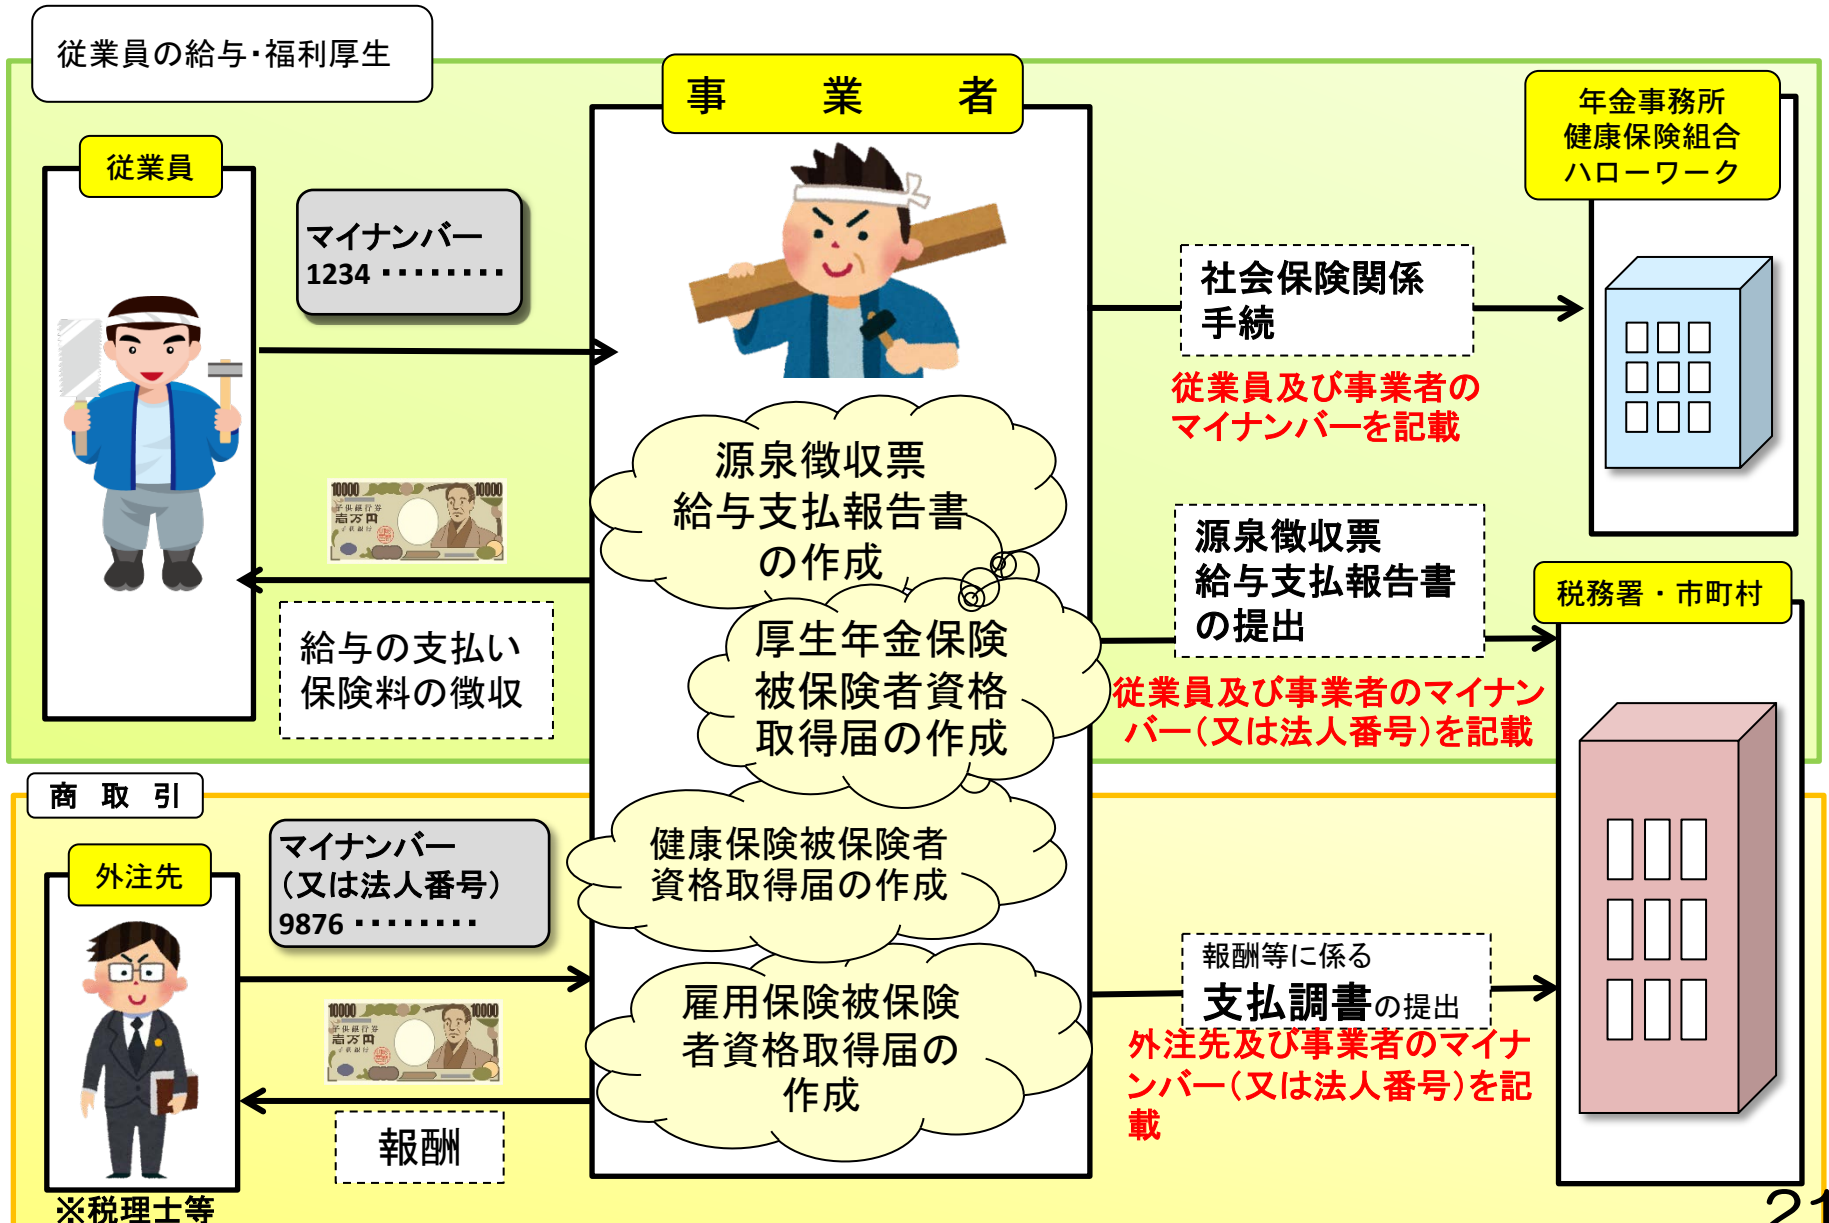 従業員の給与・福利厚生
事　業　者
年金事務所
健康保険組合
ハローワーク
従業員
マイナンバー
1234 ・・・・・・・・
社会保険関係
手続
従業員及び事業者の
マイナンバーを記載
源泉徴収票
給与支払報告書
の作成
10000
10000
壱万円
源泉徴収票
給与支払報告書
の提出
税務署・市町村
給与の支払い
保険料の徴収
厚生年金保険
被保険者資格
取得届の作成
従業員及び事業者のマイナン
バー（又は法人番号）を記載
商　取　引
外注先
マイナンバー
（又は法人番号）
9876 ・・・・・・・・
健康保険被保険者
資格取得届の作成
報酬等に係る
支払調書の提出
外注先及び事業者のマイナ
ンバー（又は法人番号）を記
載
雇用保険被保険
者資格取得届の
作成
10000
10000
壱万円
報酬
※税理士等
21